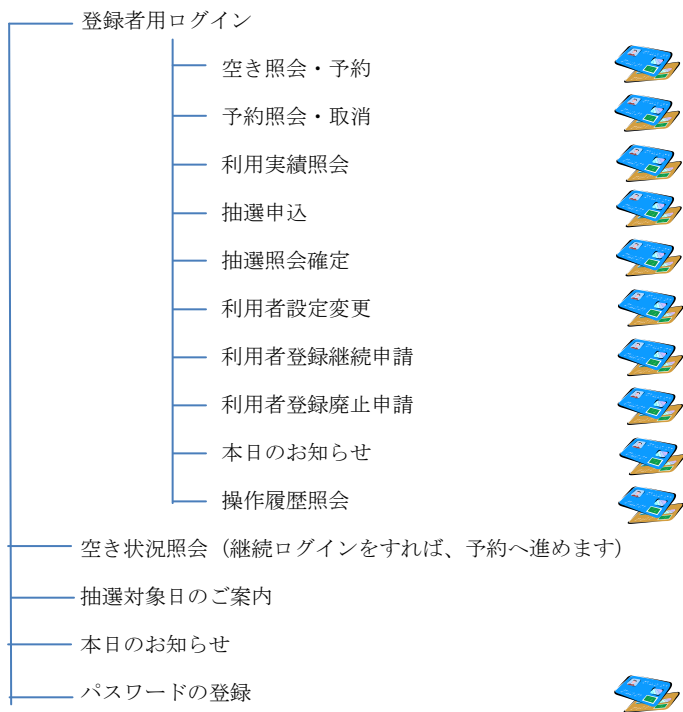 登録者用ログイン
空き照会・予約
予約照会・取消
利用実績照会
抽選申込
抽選照会確定
利用者設定変更
利用者登録継続申請
利用者登録廃止申請
本日のお知らせ
操作履歴照会
空き状況照会（継続ログインをすれば、予約へ進めます）
抽選対象日のご案内
本日のお知らせ
パスワードの登録